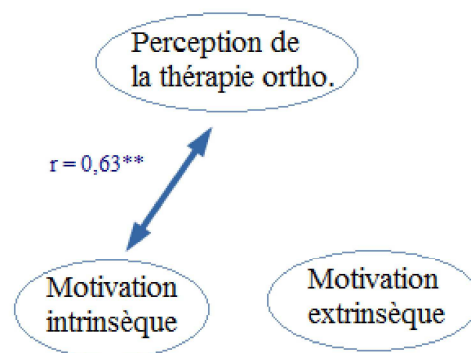 Perception de
la thérapie ortho.
r = 0,63**
Motivation
intrinsèque
Motivation
extrinsèque